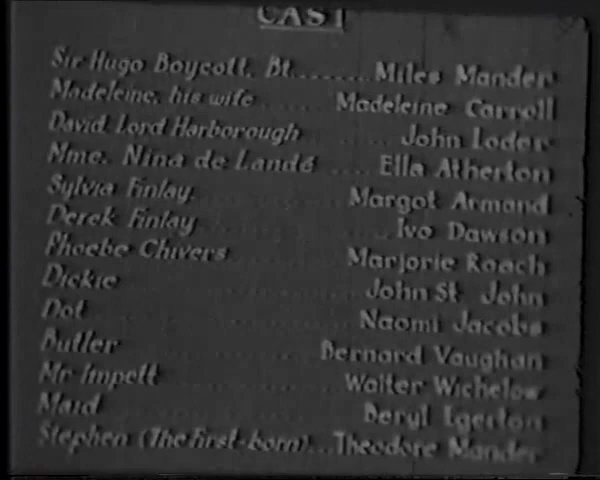 CAST
Sir Hugo Boycott, Bt........Miles Mander
Madeleine, his wife ..... Madeleine Carroll
David, Lord Harborough ..... John Loder
Mme. Nina de Landé .... Ella Atherton
Sylvia Finlay ..... Margot Armand
Derek Finlay ..... Ivo Dawson
Phoebe Chivers ..... Marjorie Roach
Dickie ..... John St. John
Dot ..... Naomi Jacobs
Butler ..... Bernard Vaughan
Mr Impett ..... Walter Wichelow
Maid ..... Beryl Egerton
Stephen (The first-born)...Theodore Mander